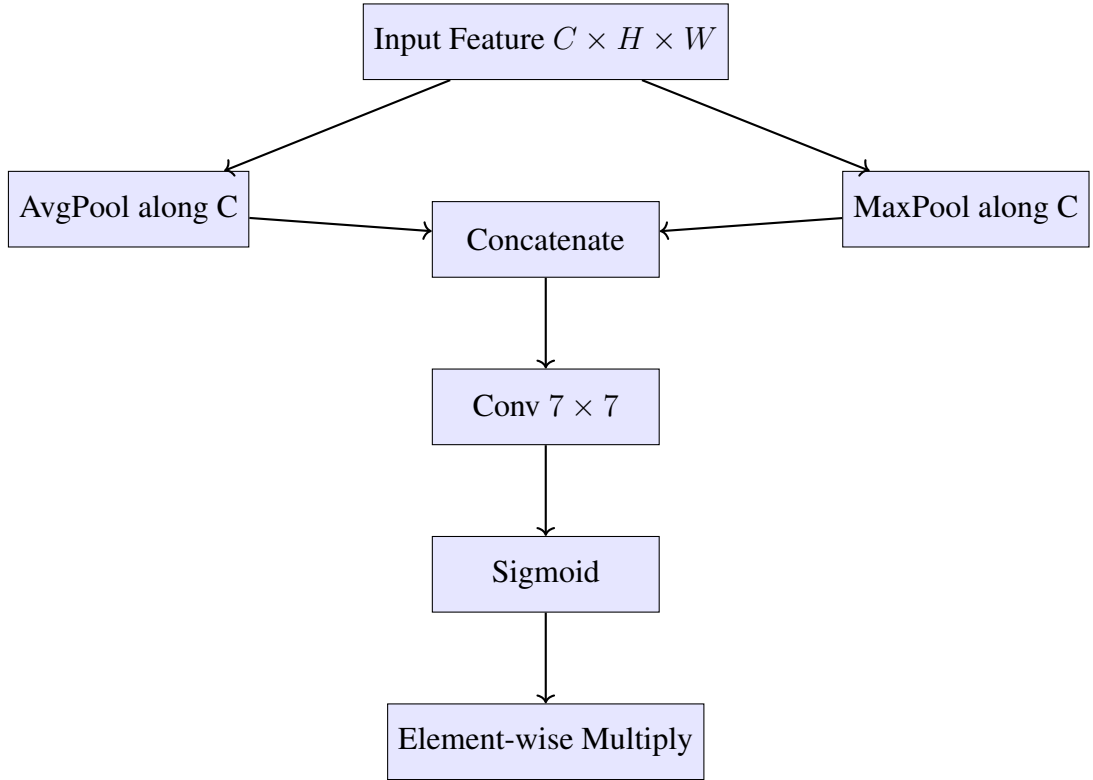 Input Feature C × H × W
AvgPool along C
MaxPool along C
Concatenate
Conv 7 × 7
Sigmoid
Element-wise Multiply